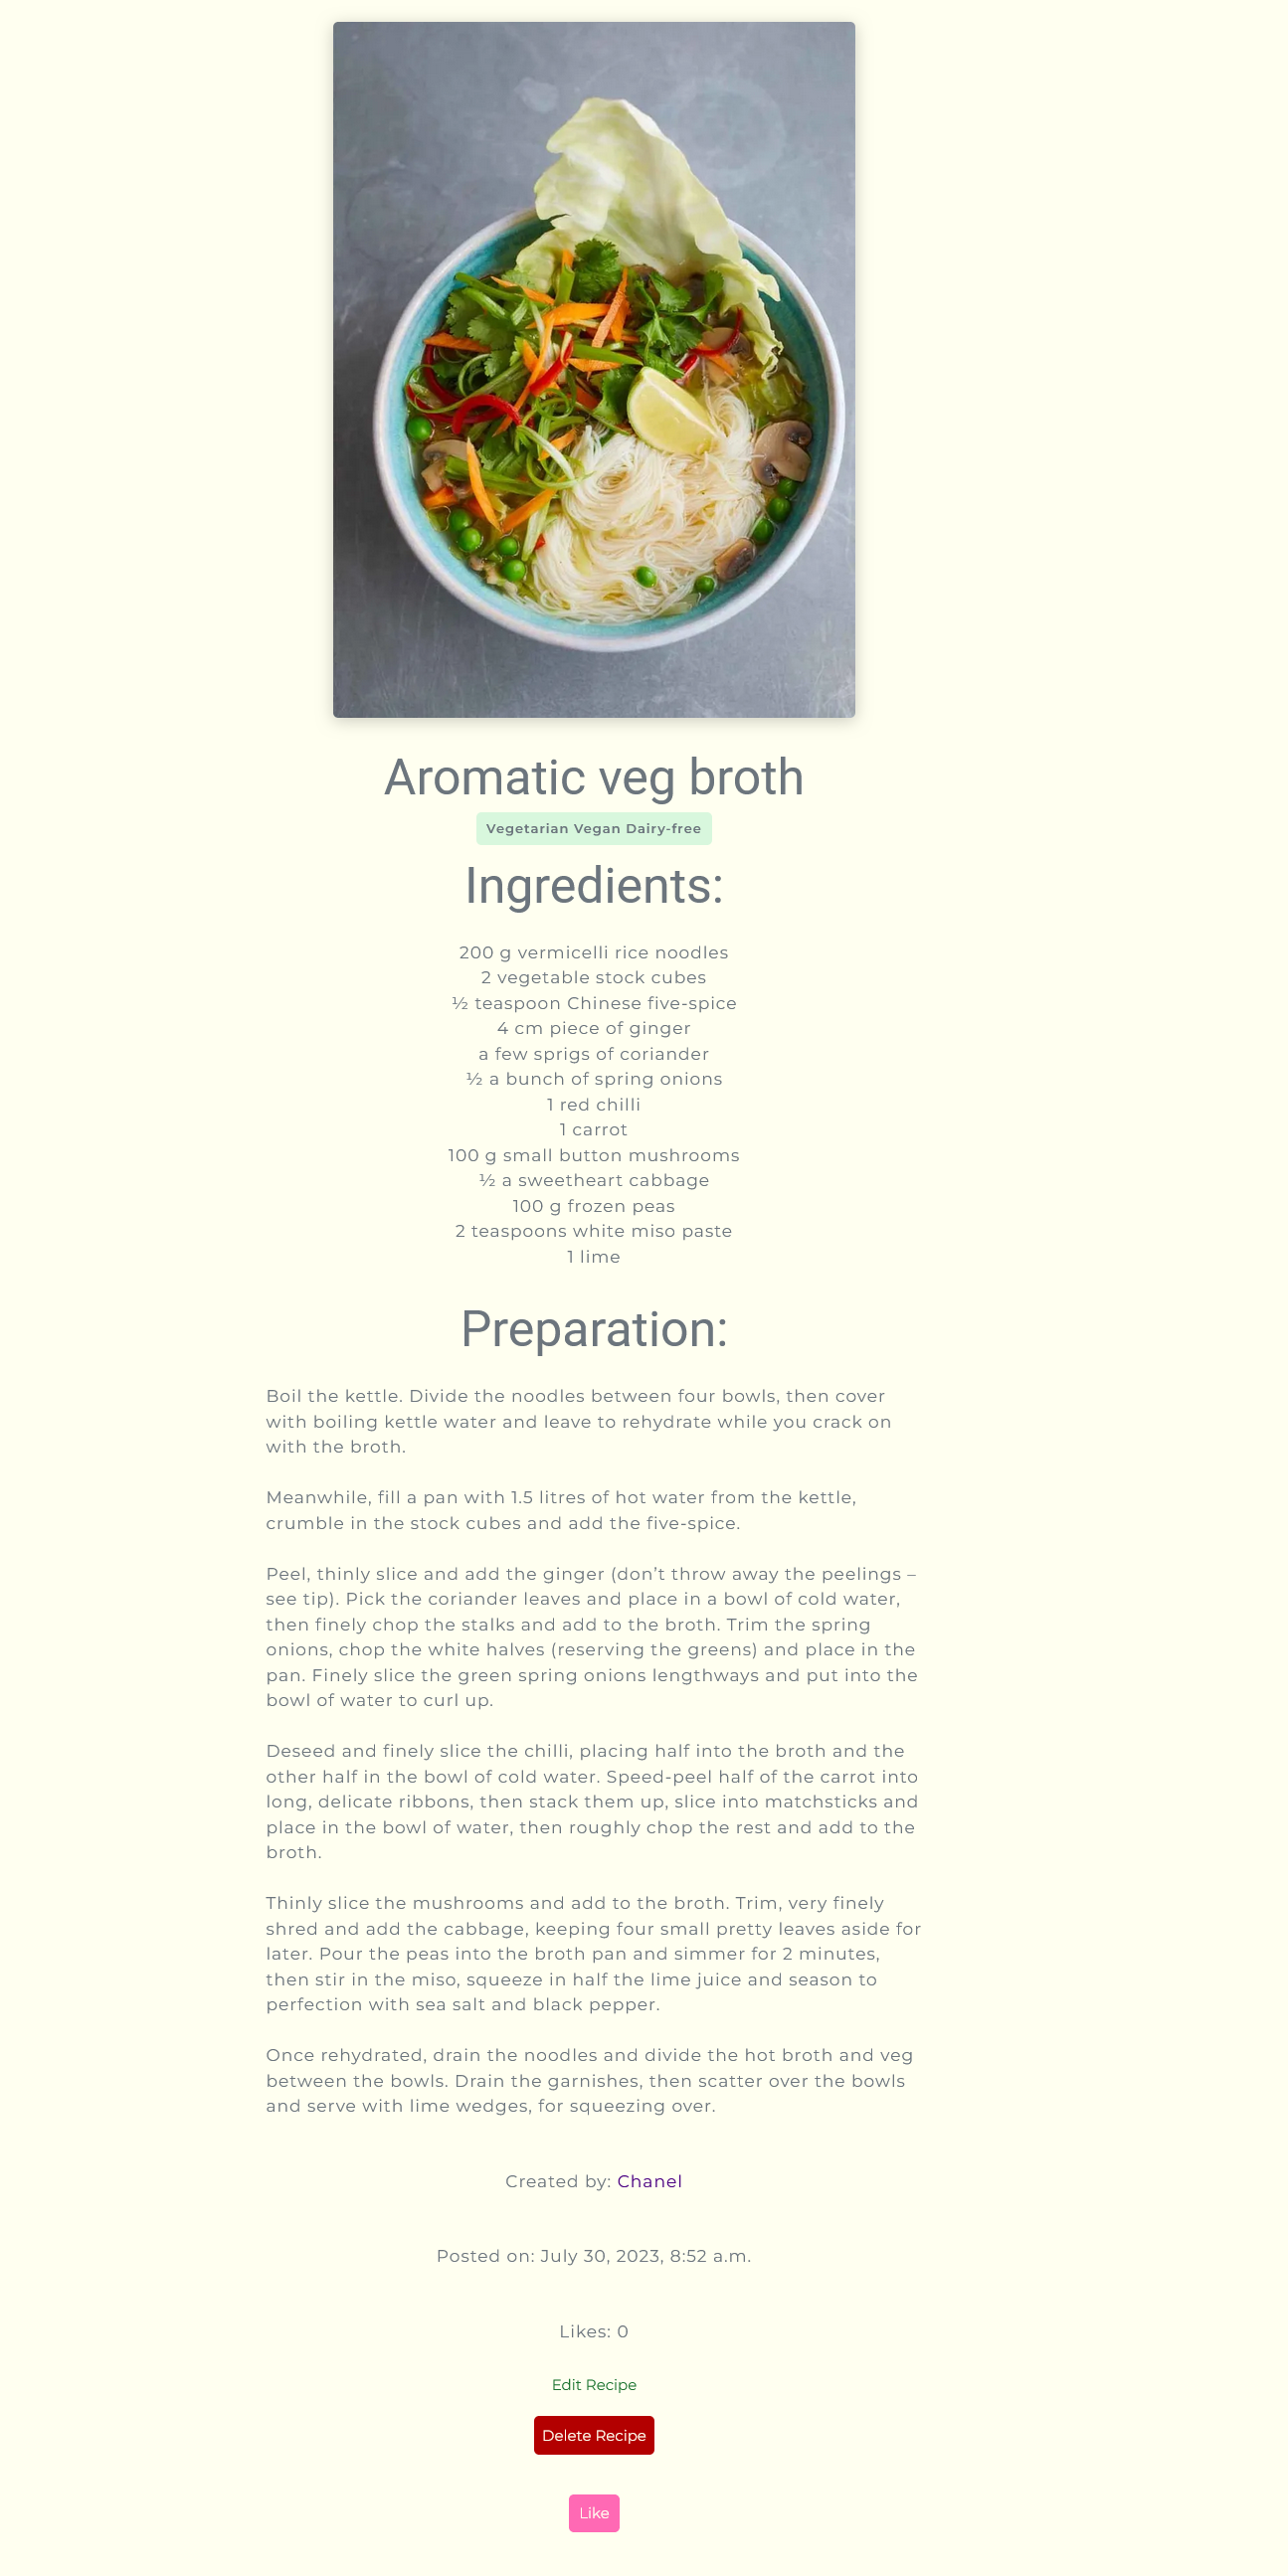 Aromatic veg broth
Vegetarian Vegan Dairy-free
Ingredients:
200 g vermicelli rice noodles
2 vegetable stock cubes
½ teaspoon Chinese five-spice
4 cm piece of ginger
a few sprigs of coriander
½ a bunch of spring onions
1 red chilli
1 carrot
100 g small button mushrooms
½ a sweetheart cabbage
100 g frozen peas
2 teaspoons white miso paste
1 lime
Preparation:
Boil the kettle. Divide the noodles between four bowls, then cover
with boiling kettle water and leave to rehydrate while you crack on
with the broth.
Meanwhile, fill a pan with 1.5 litres of hot water from the kettle,
crumble in the stock cubes and add the five-spice.
Peel, thinly slice and add the ginger (don’t throw away the peelings –
see tip). Pick the coriander leaves and place in a bowl of cold water,
then finely chop the stalks and add to the broth. Trim the spring
onions, chop the white halves (reserving the greens) and place in the
pan. Finely slice the green spring onions lengthways and put into the
bowl of water to curl up.
Deseed and finely slice the chilli, placing half into the broth and the
other half in the bowl of cold water. Speed-peel half of the carrot into
long, delicate ribbons, then stack them up, slice into matchsticks and
place in the bowl of water, then roughly chop the rest and add to the
broth.
Thinly slice the mushrooms and add to the broth. Trim, very finely
shred and add the cabbage, keeping four small pretty leaves aside for
later. Pour the peas into the broth pan and simmer for 2 minutes,
then stir in the miso, squeeze in half the lime juice and season to
perfection with sea salt and black pepper.
Once rehydrated, drain the noodles and divide the hot broth and veg
between the bowls. Drain the garnishes, then scatter over the bowls
and serve with lime wedges, for squeezing over.
Created by: Chanel
Posted on: July 30, 2023, 8:52 a.m.
Likes: 0
Edit Recipe
Delete Recipe
Like